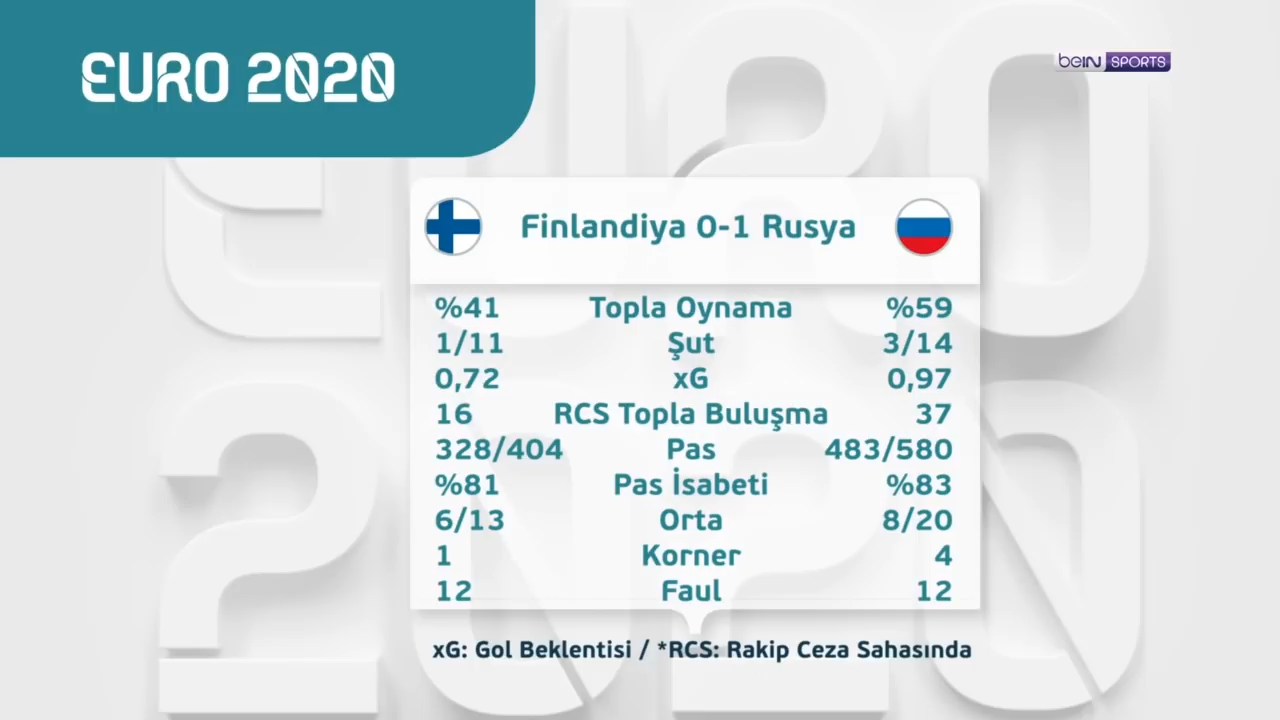 EURO 2020
beIN SPORTS
Finlandiya 0-1 Rusya
%41 Topla Oynama %59
1/11 Şut 3/14
0,72 xG 0,97
16 RCS Topla Buluşma 37
328/404 Pas 483/580
%81 Pas İsabeti %83
6/13 Orta 8/20
1 Korner 4
12 Faul 12
xG: Gol Beklentisi / *RCS: Rakip Ceza Sahasında